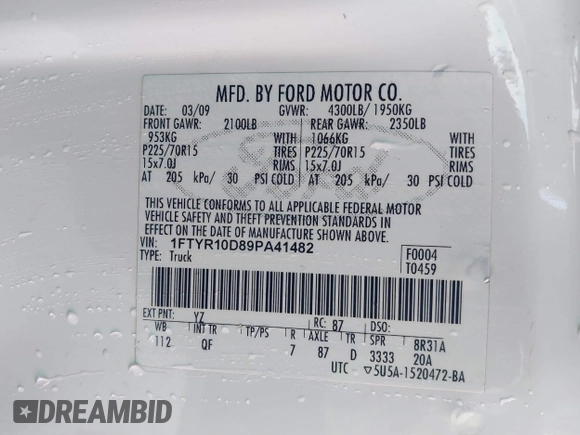 MFD. BY FORD MOTOR CO.
DATE: 03/09 GVWR: 4300LB/ 1950KG
FRONT GAWR: 2100LB REAR GAWR: 2350LB
953KG WITH 1066KG WITH
P225/70R15 TIRES P225/70R15 TIRES
15x7.0J RIMS 15x7.0J RIMS
AT 205 kPa/ 30 PSI COLD AT 205 kPa/ 30 PSI COLD
THIS VEHICLE CONFORMS TO ALL APPLICABLE FEDERAL MOTOR
VEHICLE SAFETY AND THEFT PREVENTION STANDARDS IN
EFFECT ON THE DATE OF MANUFACTURE SHOWN ABOVE.
VIN: 1FTYR10D89PA41482 F0004
TYPE: Truck T0459
EXT PNT: YZ RC: 87 DSO:
WB INT TR TP/PS R AXLE TR SPR 8R31A
112 QF 7 87 D 3333 20A
UTC ▽5U5A-1520472-BA
DREAMBID